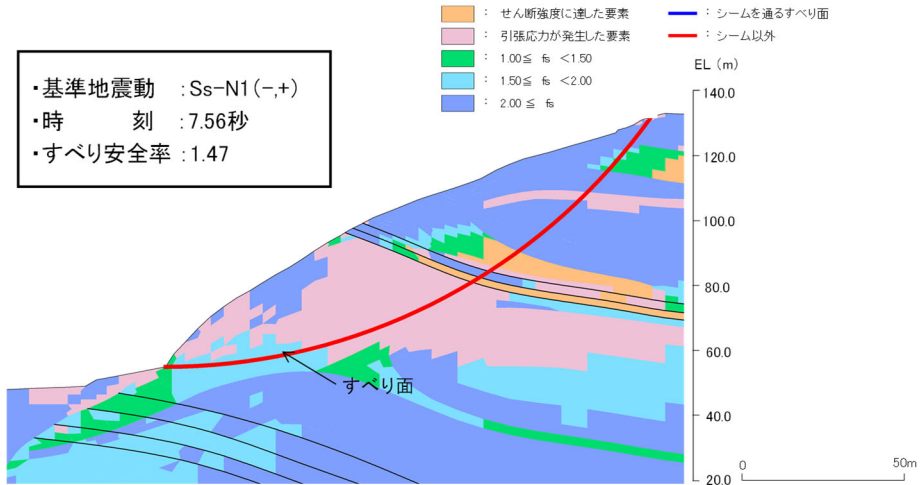 ： せん断強度に達した要素
： 引張応力が発生した要素
： 1.00≦ fs ＜1.50
： 1.50≦ fs ＜2.00
： 2.00 ≦ fs
： シームを通るすべり面
： シーム以外
・基準地震動 ：Ss-N1(-,+)
・時 刻 ：7.56秒
・すべり安全率 ：1.47
EL (m)
140.0
120.0
100.0
80.0
60.0
40.0
20.0
すべり面
0 50m